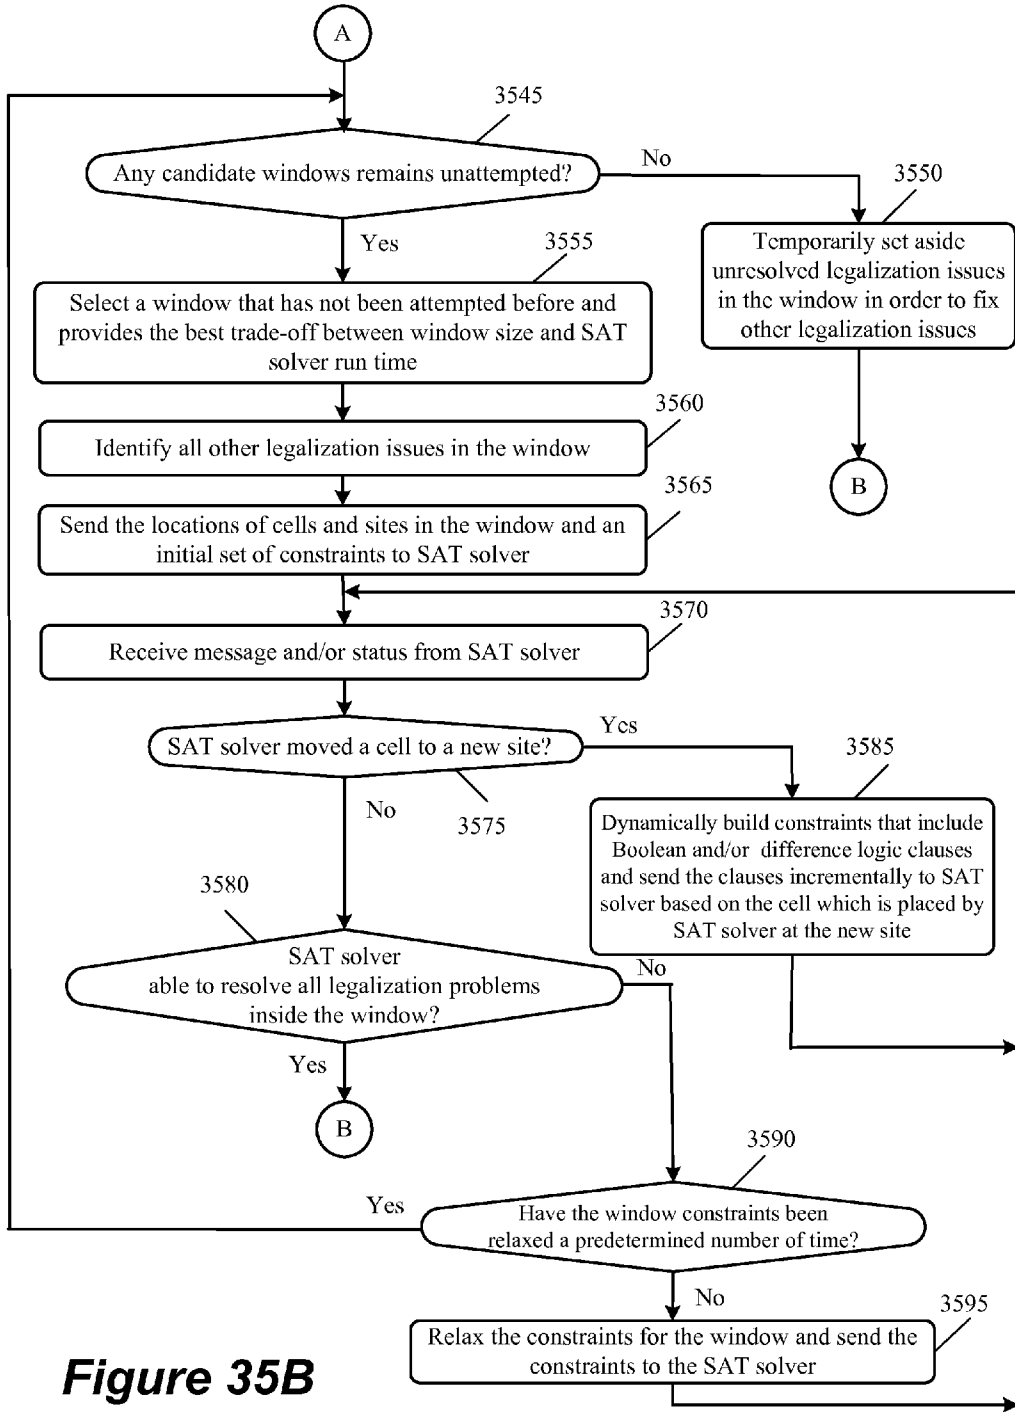 A
3545
Any candidate windows remains unattempted?
No
3550
Temporarily set aside
unresolved legalization issues
in the window in order to fix
other legalization issues
Yes
3555
Select a window that has not been attempted before and
provides the best trade-off between window size and SAT
solver run time
3560
Identify all other legalization issues in the window
B
3565
Send the locations of cells and sites in the window and an
initial set of constraints to SAT solver
3570
Receive message and/or status from SAT solver
SAT solver moved a cell to a new site?
Yes
3575
No
3585
Dynamically build constraints that include
Boolean and/or difference logic clauses
and send the clauses incrementally to SAT
solver based on the cell which is placed by
SAT solver at the new site
3580
SAT solver
able to resolve all legalization problems
inside the window?
No
Yes
B
3590
Yes
Have the window constraints been
relaxed a predetermined number of time?
No
3595
Relax the constraints for the window and send the
constraints to the SAT solver
Figure 35B